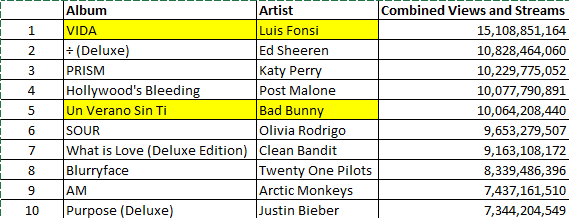 Album Artist Combined Views and Streams
1 VIDA Luis Fonsi 15,108,851,164
2 ÷ (Deluxe) Ed Sheeren 10,828,464,060
3 PRISM Katy Perry 10,229,775,052
4 Hollywood's Bleeding Post Malone 10,077,790,891
5 Un Verano Sin Ti Bad Bunny 10,064,208,440
6 SOUR Olivia Rodrigo 9,653,279,507
7 What is Love (Deluxe Edition) Clean Bandit 9,163,108,172
8 Blurryface Twenty One Pilots 8,339,486,396
9 AM Arctic Monkeys 7,437,161,510
10 Purpose (Deluxe) Justin Bieber 7,344,204,549